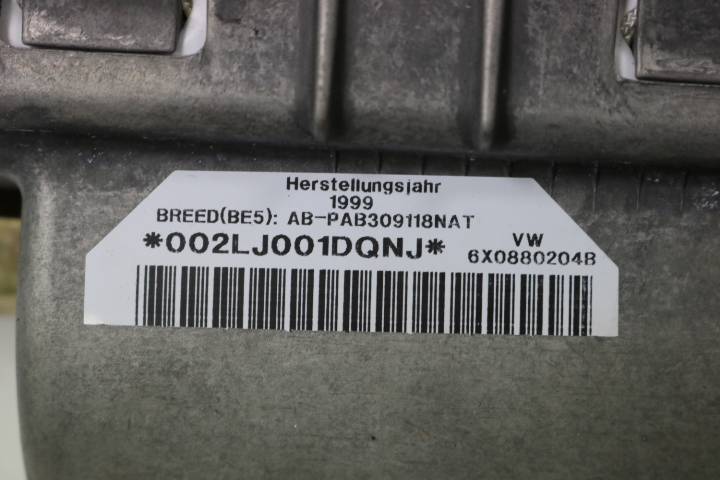 Herstellungsjahr
1999
BREED(BE5): AB-PAB309118NAT
*002LJ001DQNJ*
VW
6X0880204B